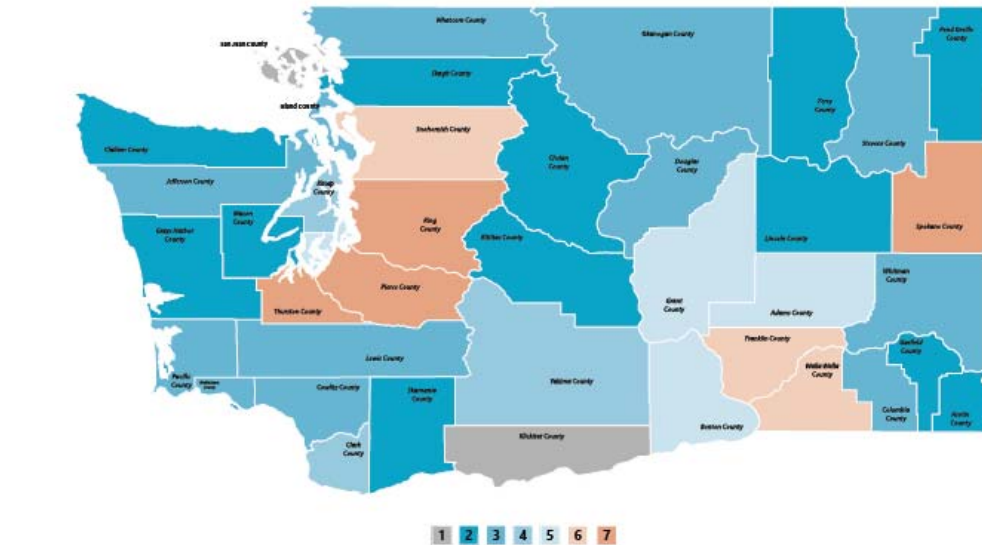 Whatcom County
San Juan County
Okanogan County
Pend Oreille
County
Skagit County
Island County
Ferry
County
Stevens County
Snohomish County
Clallam County
Chelan
County
Douglas
County
Jefferson County
Kitsap
County
Mason
County
King
County
Grays Harbor
County
Kittitas County
Lincoln County
Spokane County
Whitman
County
Pierce County
Grant
County
Adams County
Thurston County
Franklin County
Garfield
County
Lewis County
Walla Walla
County
Pacific
County
Cowlitz County
Skamania
County
Yakima County
Columbia
County
Asotin
County
Benton County
Klickitat County
Clark
County
1 2 3 4 5 6 7